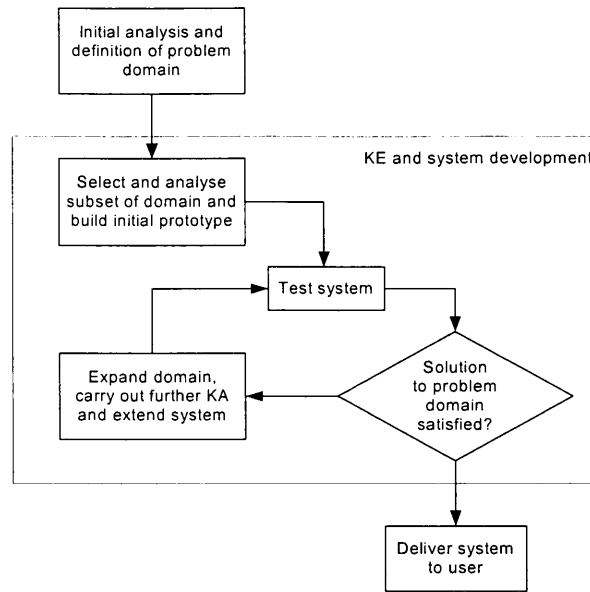 Initial analysis and
definition of problem
domain
KE and system development
Select and analyse
subset of domain and
build initial prototype
Test system
Expand domain,
carry out further KA
and extend system
Solution
to problem
domain
satisfied?
Deliver system
to user